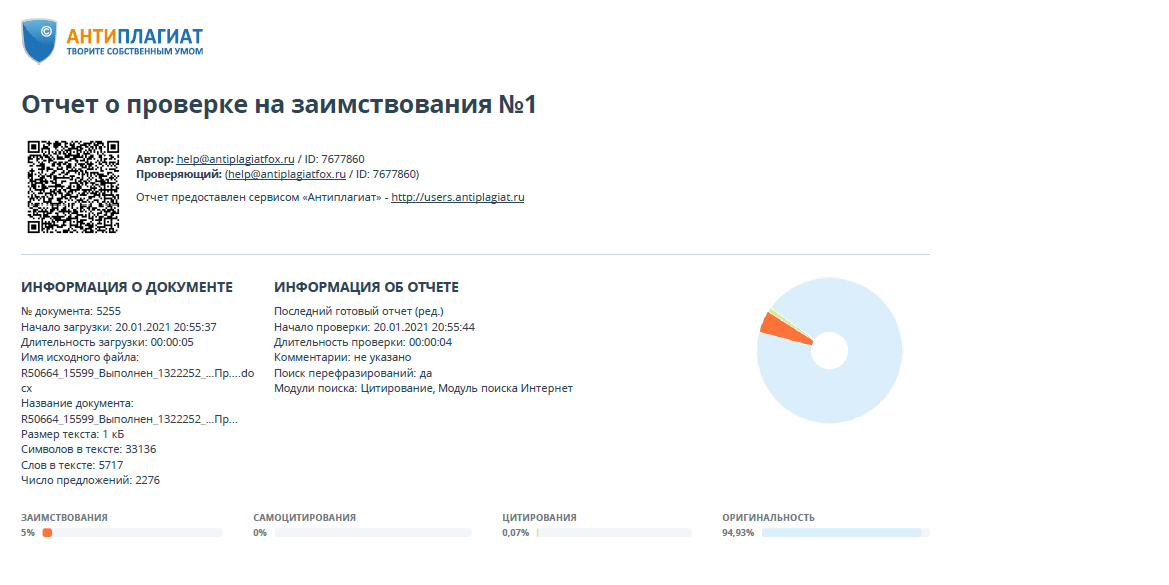 ©
АНТИПЛАГИАТ
ТВОРИТЕ СОБСТВЕННЫМ УМОМ
Отчет о проверке на заимствования №1
Автор: help@antiplagiatfox.ru / ID: 7677860
Проверяющий: (help@antiplagiatfox.ru / ID: 7677860)
Отчет предоставлен сервисом «Антиплагиат» - http://users.antiplagiat.ru
ИНФОРМАЦИЯ О ДОКУМЕНТЕ
№ документа: 5255
Начало загрузки: 20.01.2021 20:55:37
Длительность загрузки: 00:00:05
Имя исходного файла:
R50664_15599_Выполнен_1322252_...Пр....do
cx
Название документа:
R50664_15599_Выполнен_1322252_...Пр...
Размер текста: 1 кБ
Cимволов в тексте: 33136
Слов в тексте: 5717
Число предложений: 2276
ИНФОРМАЦИЯ ОБ ОТЧЕТЕ
Последний готовый отчет (ред.)
Начало проверки: 20.01.2021 20:55:44
Длительность проверки: 00:00:04
Комментарии: не указано
Поиск перефразирований: да
Модули поиска: Цитирование, Модуль поиска Интернет
ЗАИМСТВОВАНИЯ
5%
САМОЦИТИРОВАНИЯ
0%
ЦИТИРОВАНИЯ
0,07%
ОРИГИНАЛЬНОСТЬ
94,93%